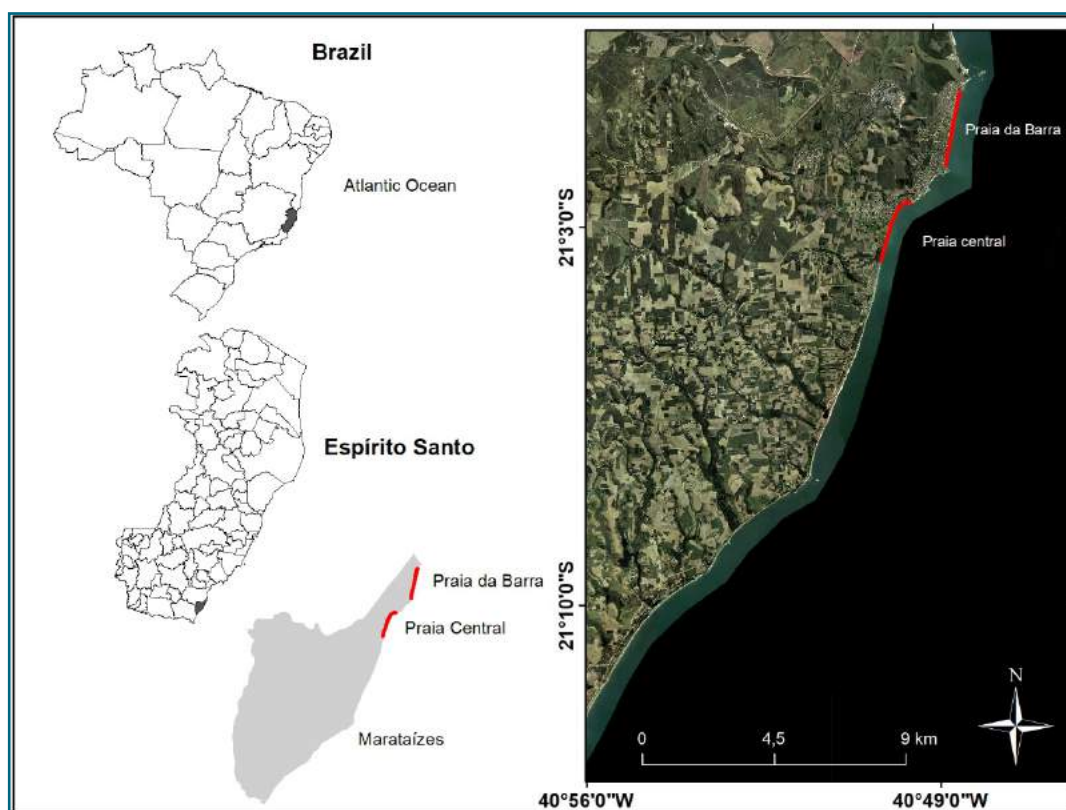 Brazil
Atlantic Ocean
Espírito Santo
Praia da Barra
Praia Central
Marataízes
Praia da Barra
Praia central
21°3'0"S
21°10'0"S
N
0 4,5 9 km
40°56'0"W 40°49'0"W